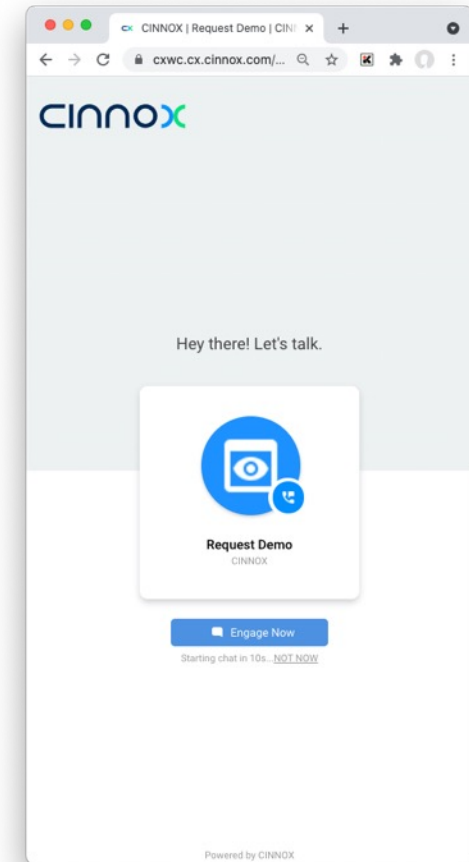 CINNOX | Request Demo | CIN
cxwc.cx.cinnox.com/...
CINNOX
Hey there! Let's talk.
Request Demo
CINNOX
Engage Now
Starting chat in 10s...NOT NOW
Powered by CINNOX